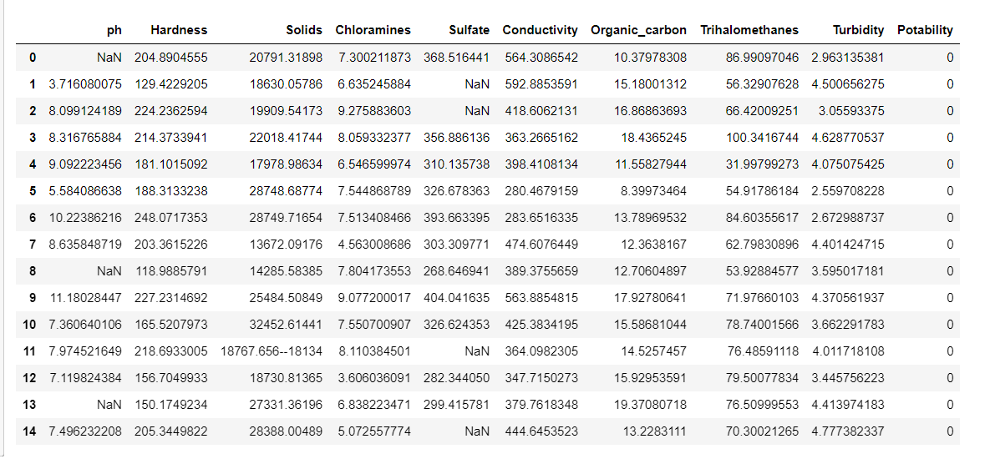 ph Hardness Solids Chloramines Sulfate Conductivity Organic_carbon Trihalomethanes Turbidity Potability
0 NaN 204.8904555 20791.31898 7.300211873 368.516441 564.3086542 10.37978308 86.99097046 2.963135381 0
1 3.716080075 129.4229205 18630.05786 6.635245884 NaN 592.8853591 15.18001312 56.32907628 4.500656275 0
2 8.099124189 224.2362594 19909.54173 9.275883603 NaN 418.6062131 16.86863693 66.42009251 3.05593375 0
3 8.316765884 214.3733941 22018.41744 8.059332377 356.886136 363.2665162 18.4365245 100.3416744 4.628770537 0
4 9.092223456 181.1015092 17978.98634 6.546599974 310.135738 398.4108134 11.55827944 31.99799273 4.075075425 0
5 5.584086638 188.3133238 28748.68774 7.544868789 326.678363 280.4679159 8.39973464 54.91786184 2.559708228 0
6 10.22386216 248.0717353 28749.71654 7.513408466 393.663395 283.6516335 13.78969532 84.60355617 2.672988737 0
7 8.635848719 203.3615226 13672.09176 4.563008686 303.309771 474.6076449 12.3638167 62.79830896 4.401424715 0
8 NaN 118.9885791 14285.58385 7.804173553 268.646941 389.3755659 12.70604897 53.92884577 3.595017181 0
9 11.18028447 227.2314692 25484.50849 9.077200017 404.041635 563.8854815 17.92780641 71.97660103 4.370561937 0
10 7.360640106 165.5207973 32452.61441 7.550700907 326.624353 425.3834195 15.58681044 78.74001566 3.662291783 0
11 7.974521649 218.6933005 18767.656--18134 8.110384501 NaN 364.0982305 14.5257457 76.48591118 4.011718108 0
12 7.119824384 156.7049933 18730.81365 3.606036091 282.344050 347.7150273 15.92953591 79.50077834 3.445756223 0
13 NaN 150.1749234 27331.36196 6.838223471 299.415781 379.7618348 19.37080718 76.50999553 4.413974183 0
14 7.496232208 205.3449822 28388.00489 5.072557774 NaN 444.6453523 13.2283111 70.30021265 4.777382337 0